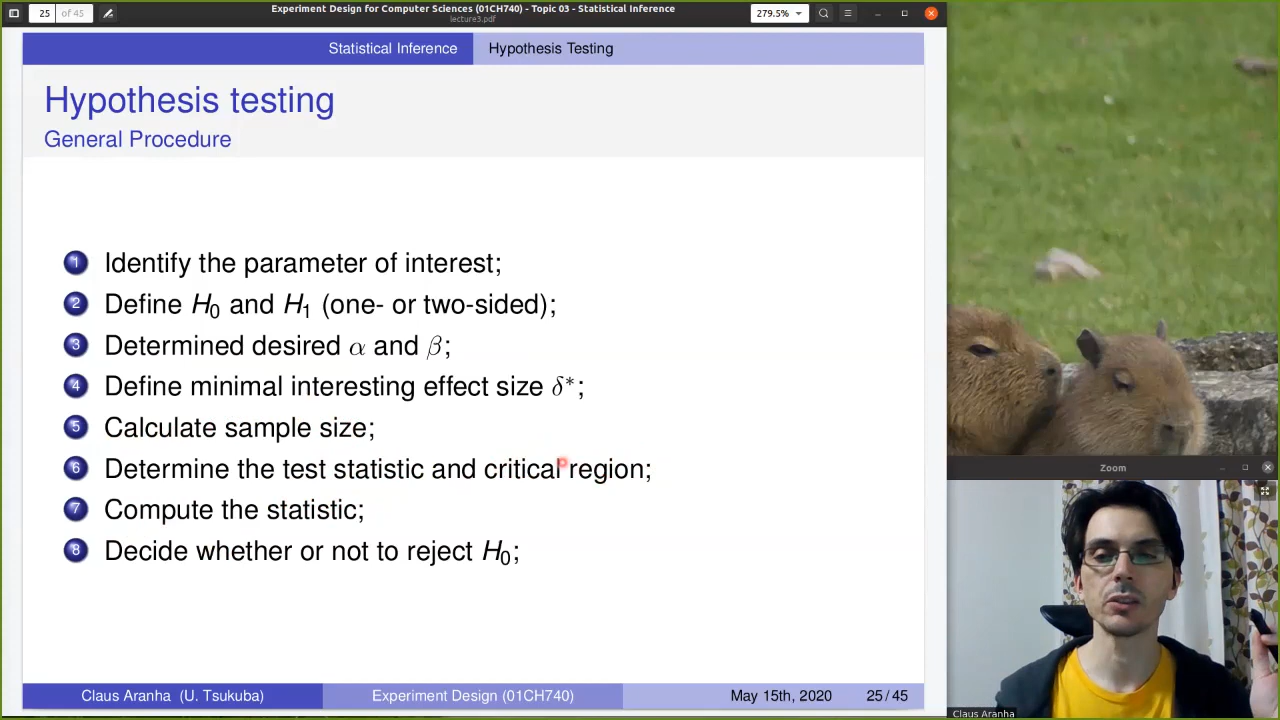 25 of 45
Experiment Design for Computer Sciences (01CH740) - Topic 03 - Statistical Inference
lecture3.pdf
279.5%
Statistical Inference Hypothesis Testing
Hypothesis testing
General Procedure
1 Identify the parameter of interest;
2 Define H₀ and H₁ (one- or two-sided);
3 Determined desired α and β;
4 Define minimal interesting effect size δ*;
5 Calculate sample size;
6 Determine the test statistic and critical region;
7 Compute the statistic;
8 Decide whether or not to reject H₀;
Claus Aranha (U. Tsukuba) Experiment Design (01CH740) May 15th, 2020 25 / 45
Zoom
Claus Aranha